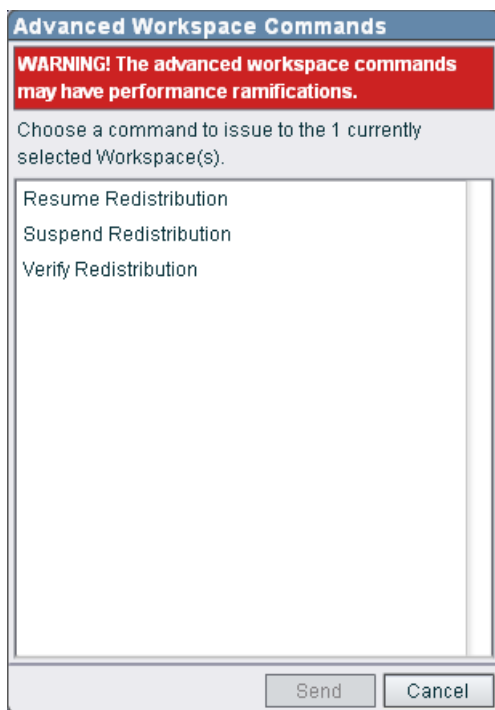 Advanced Workspace Commands
WARNING! The advanced workspace commands
may have performance ramifications.
Choose a command to issue to the 1 currently
selected Workspace(s).
Resume Redistribution
Suspend Redistribution
Verify Redistribution
Send
Cancel